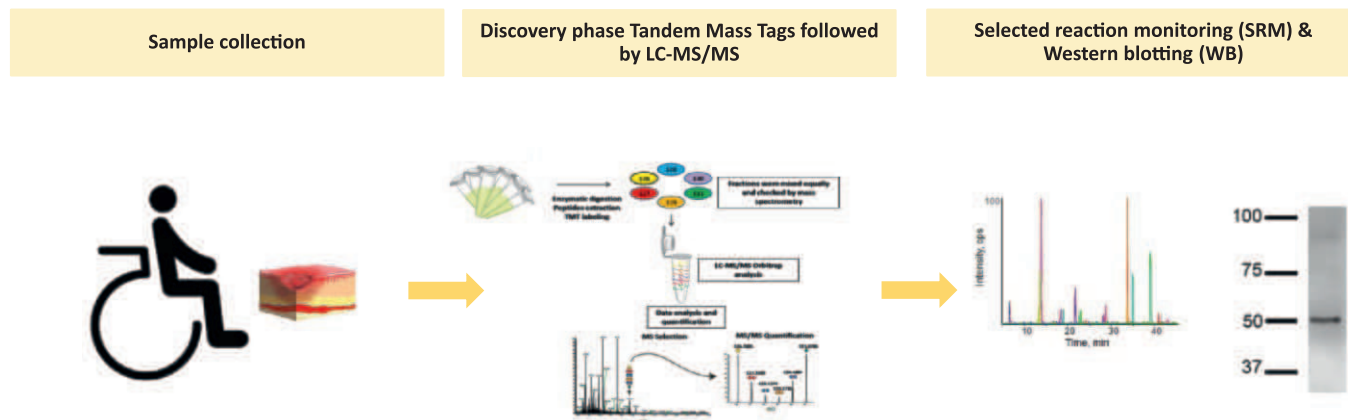 Sample collection
Discovery phase Tandem Mass Tags followed
by LC-MS/MS
Selected reaction monitoring (SRM) &
Western blotting (WB)
Enzymatic digestion
Peptides extraction
TMT labeling
Fractions were mixed equally
and checked by mass
spectrometry
LC-MS/MS Orbitrap
analysis
Data analysis and
quantification
MS Selection
MS/MS Quantification
100
Intensity, cps
10
20
30
40
Time, min
100
75
50
37